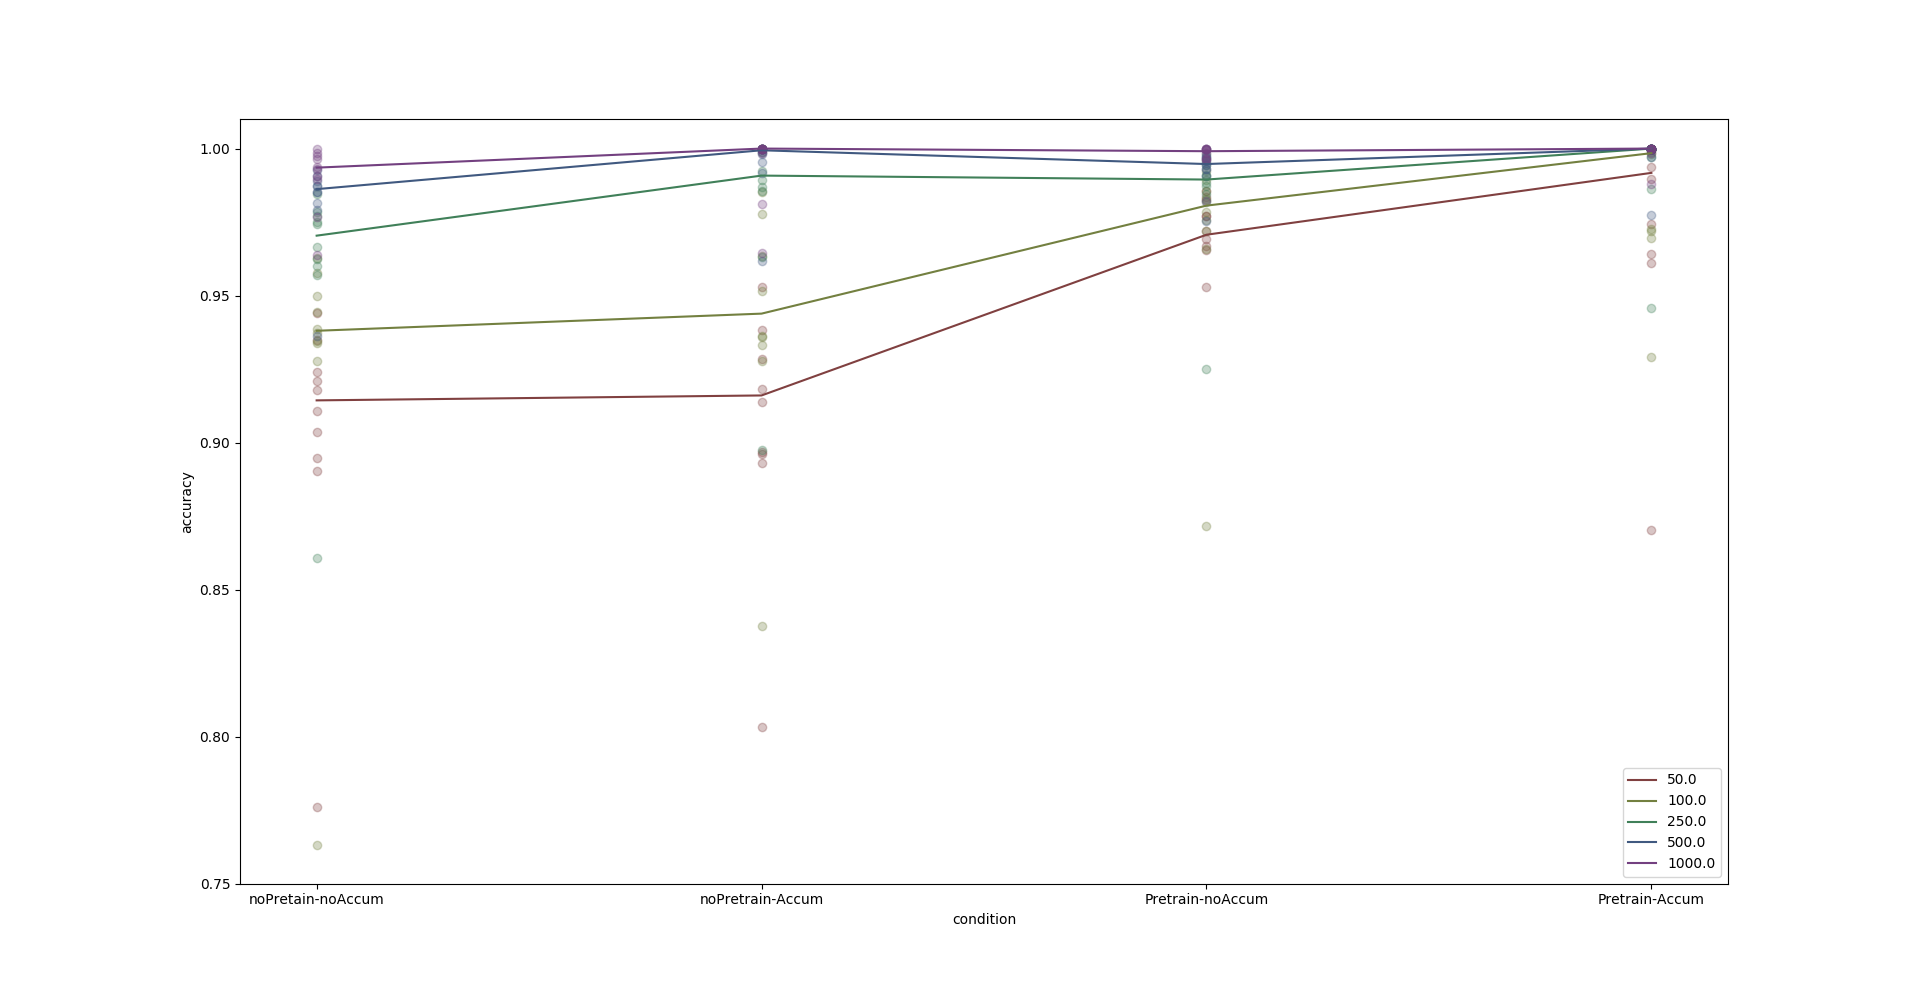 1.00
0.95
0.90
0.85
0.80
0.75
accuracy
noPretain-noAccum
noPretrain-Accum
Pretrain-noAccum
Pretrain-Accum
condition
50.0
100.0
250.0
500.0
1000.0